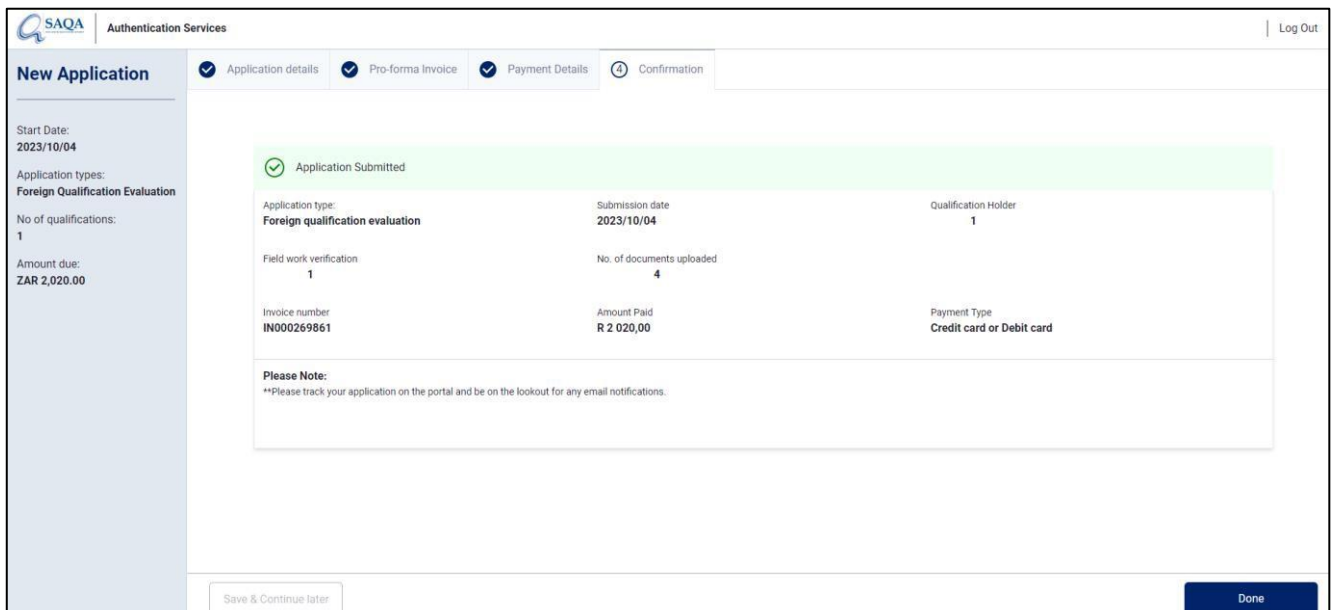 SAQA
Authentication Services
Log Out
New Application
Application details
Pro-forma Invoice
Payment Details
4 Confirmation
Start Date:
2023/10/04
Application types:
Foreign Qualification Evaluation
No of qualifications:
1
Amount due:
ZAR 2,020.00
Application Submitted
Application type: Submission date Qualification Holder
Foreign qualification evaluation 2023/10/04 1
Field work verification No. of documents uploaded
1 4
Invoice number Amount Paid Payment Type
IN000269861 R 2 020,00 Credit card or Debit card
Please Note:
**Please track your application on the portal and be on the lookout for any email notifications.
Save & Continue later
Done